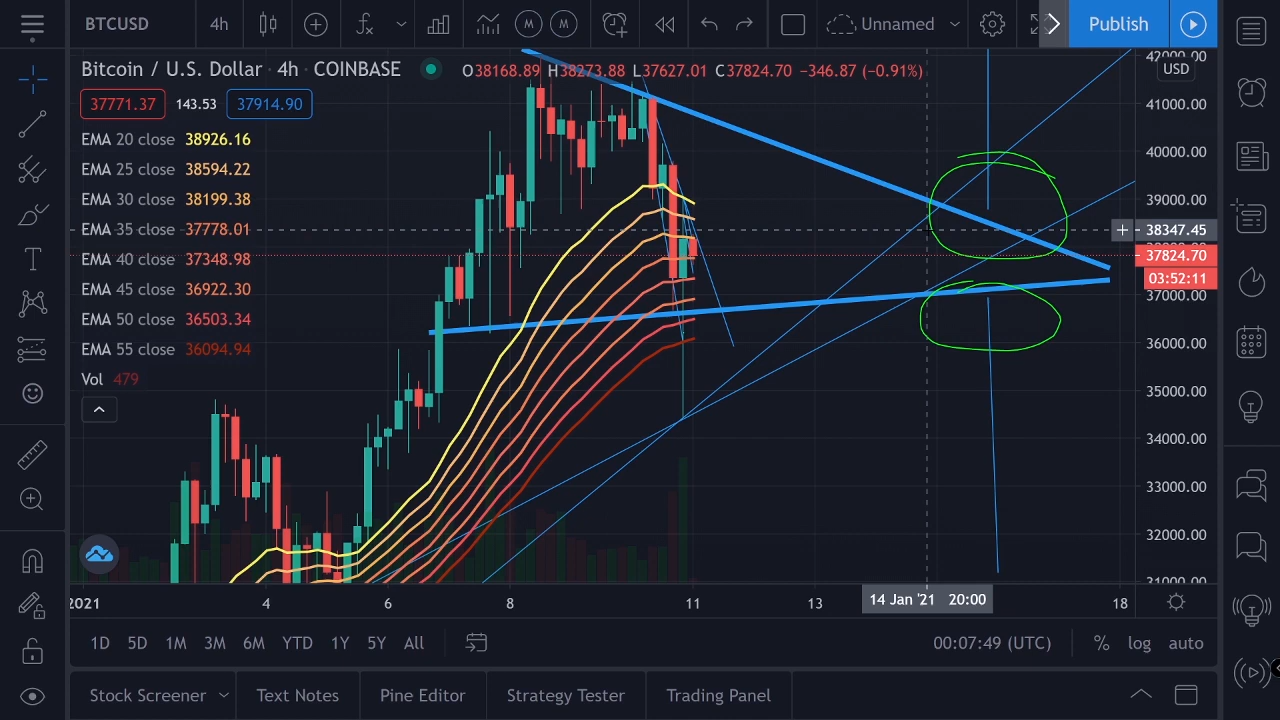 BTCUSD 4h Unnamed Publish
Bitcoin / U.S. Dollar · 4h · COINBASE O38168.89 H38273.88 L37627.01 C37824.70 −346.87 (−0.91%)
37771.37 143.53 37914.90
EMA 20 close 38926.16
EMA 25 close 38594.22
EMA 30 close 38199.38
EMA 35 close 37778.01
EMA 40 close 37348.98
EMA 45 close 36922.30
EMA 50 close 36503.34
EMA 55 close 36094.94
Vol 479
42000.00
USD
41000.00
40000.00
39000.00
38347.45
37824.70
03:52:11
37000.00
36000.00
35000.00
34000.00
33000.00
32000.00
31000.00
2021 4 6 8 11 13 14 Jan '21 20:00 18
1D 5D 1M 3M 6M YTD 1Y 5Y All 00:07:49 (UTC) % log auto
Stock Screener Text Notes Pine Editor Strategy Tester Trading Panel